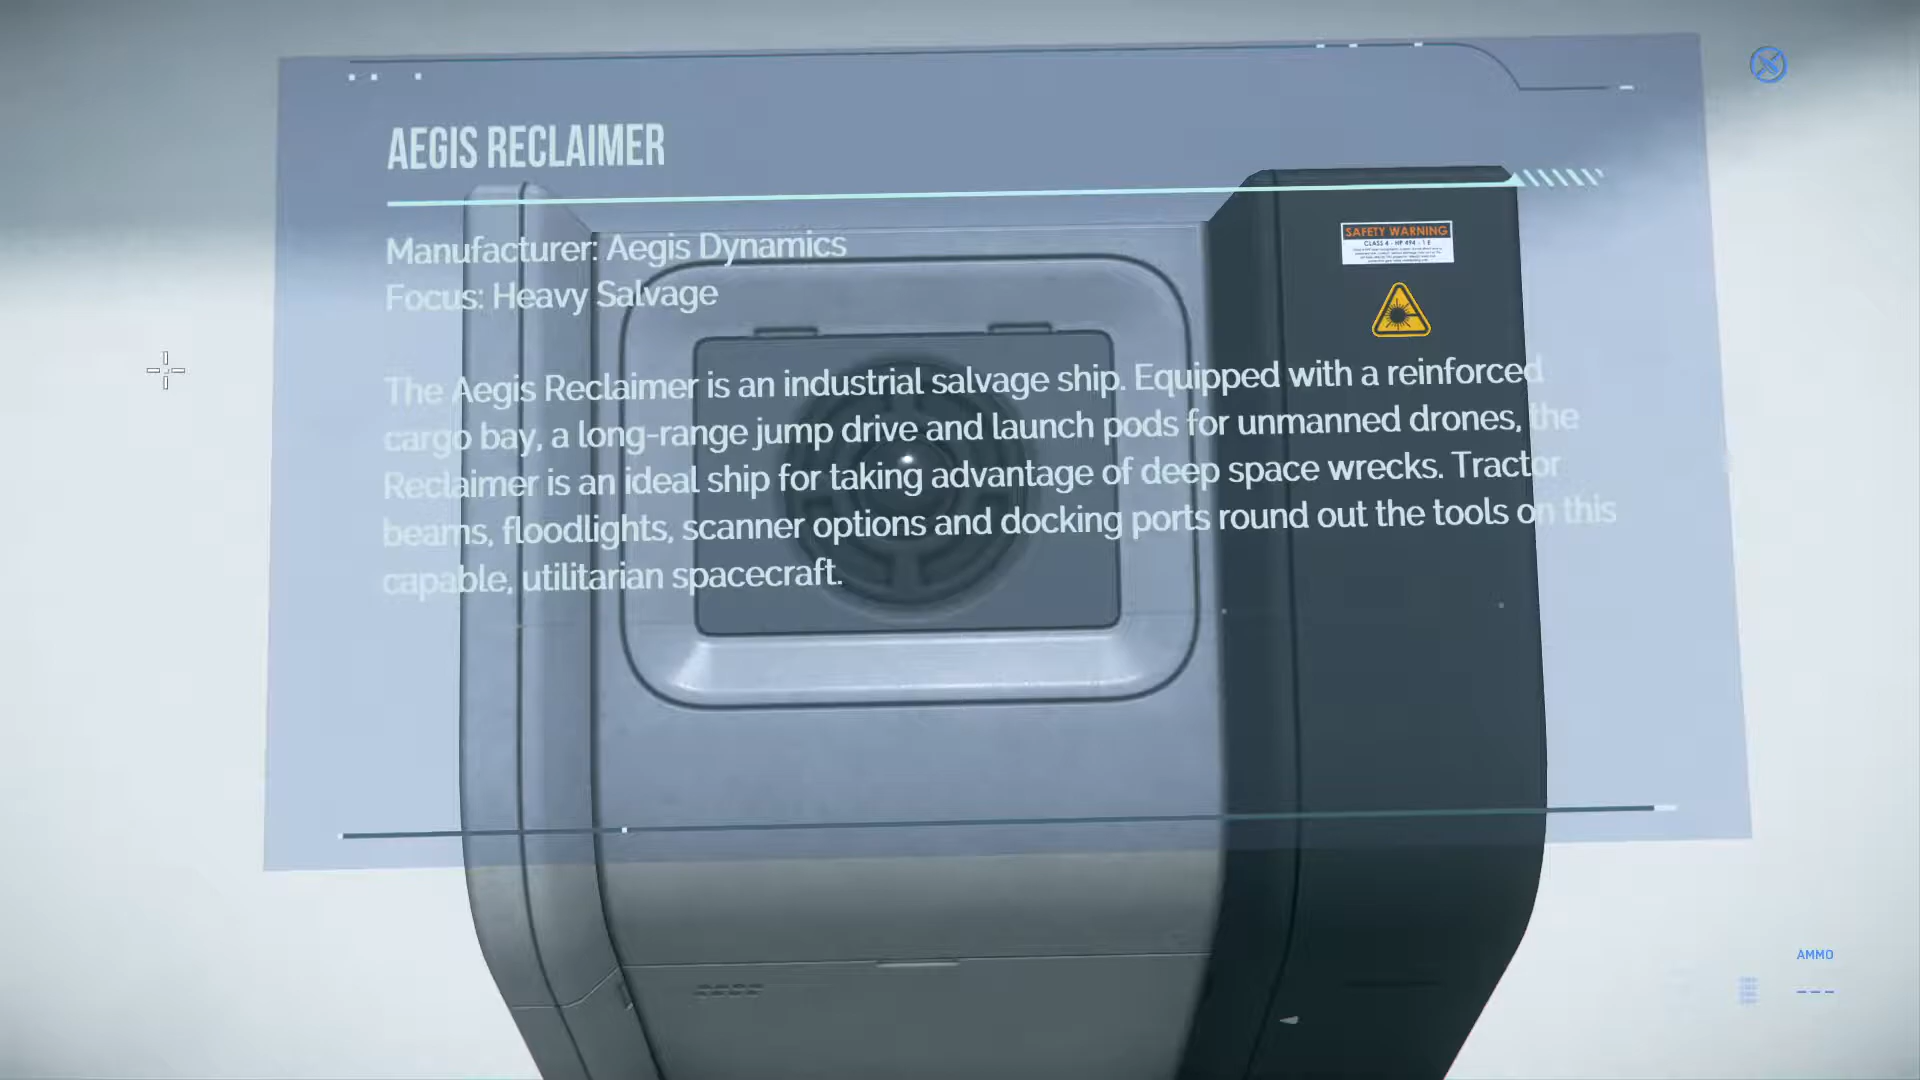 AEGIS RECLAIMER
Manufacturer: Aegis Dynamics
Focus: Heavy Salvage
The Aegis Reclaimer is an industrial salvage ship. Equipped with a reinforced
cargo bay, a long-range jump drive and launch pods for unmanned drones, the
Reclaimer is an ideal ship for taking advantage of deep space wrecks. Tractor
beams, floodlights, scanner options and docking ports round out the tools on this
capable, utilitarian spacecraft.
SAFETY WARNING
AMMO
---